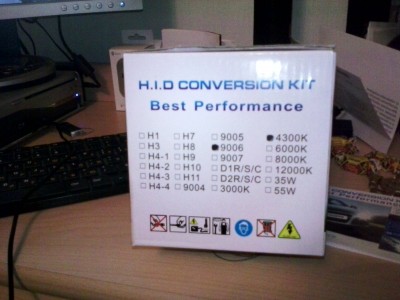 H.I.D CONVERSION KIT
Best Performance
H1 H7 9005 4300K
H3 H8 9006 6000K
H4-1 H9 9007 8000K
H4-2 H10 D1R/S/C 12000K
H4-3 H11 D2R/S/C 35W
H4-4 9004 3000K 55W